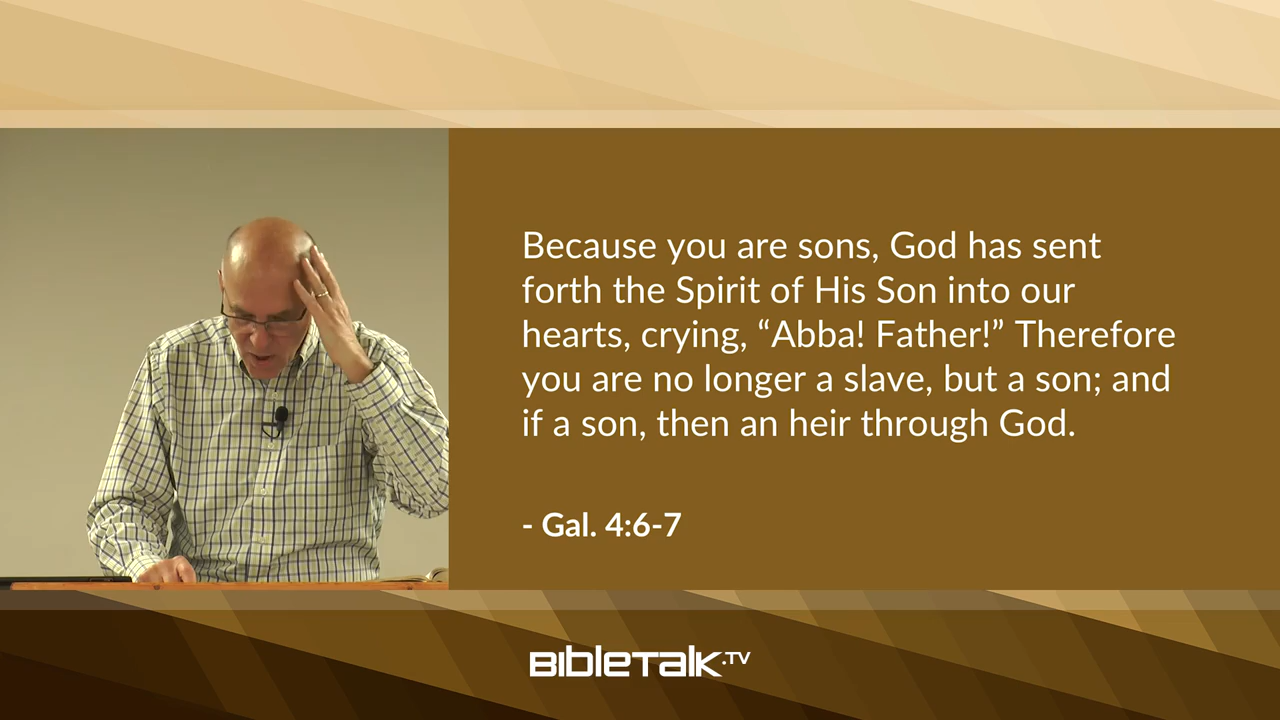 Because you are sons, God has sent
forth the Spirit of His Son into our
hearts, crying, “Abba! Father!” Therefore
you are no longer a slave, but a son; and
if a son, then an heir through God.
- Gal. 4:6-7
BIBLETALK.TV